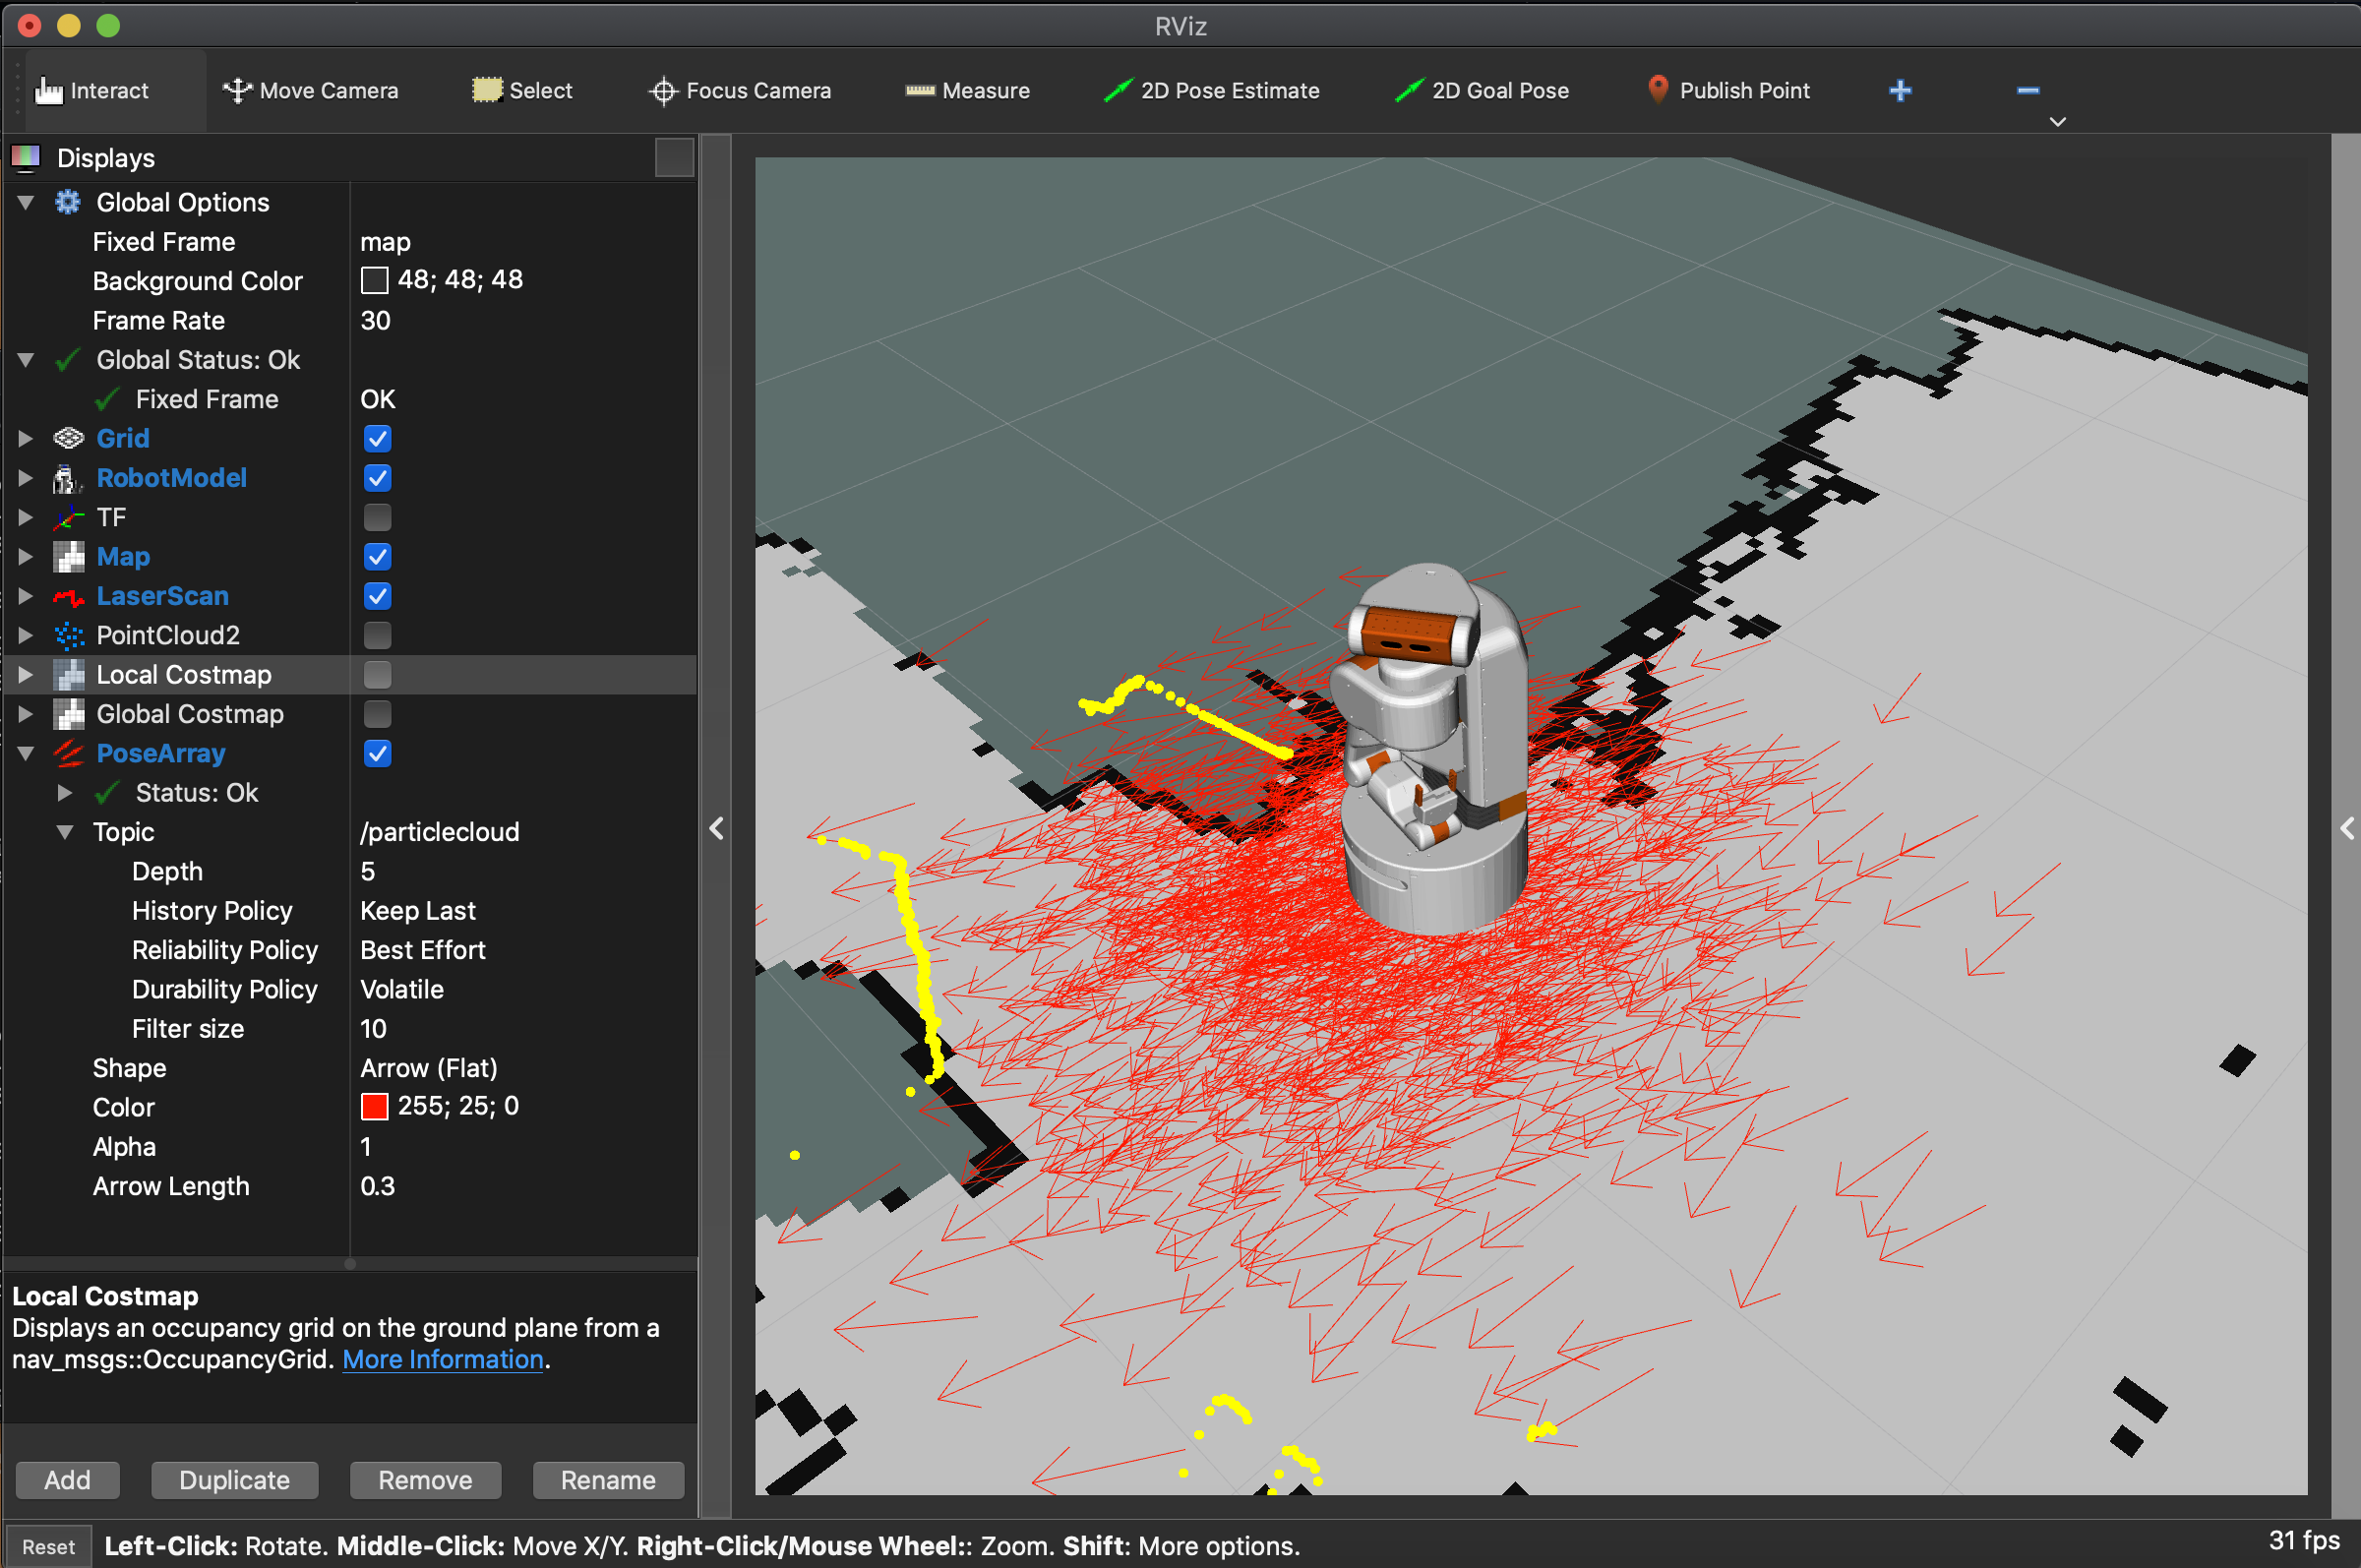 RViz
Interact Move Camera Select Focus Camera Measure 2D Pose Estimate 2D Goal Pose Publish Point
Displays
Global Options
Fixed Frame map
Background Color 48; 48; 48
Frame Rate 30
Global Status: Ok
Fixed Frame OK
Grid
RobotModel
TF
Map
LaserScan
PointCloud2
Local Costmap
Global Costmap
PoseArray
Status: Ok
Topic /particlecloud
Depth 5
History Policy Keep Last
Reliability Policy Best Effort
Durability Policy Volatile
Filter size 10
Shape Arrow (Flat)
Color 255; 25; 0
Alpha 1
Arrow Length 0.3
Local Costmap
Displays an occupancy grid on the ground plane from a
nav_msgs::OccupancyGrid. More Information.
Add Duplicate Remove Rename
Reset Left-Click: Rotate. Middle-Click: Move X/Y. Right-Click/Mouse Wheel:: Zoom. Shift: More options. 31 fps